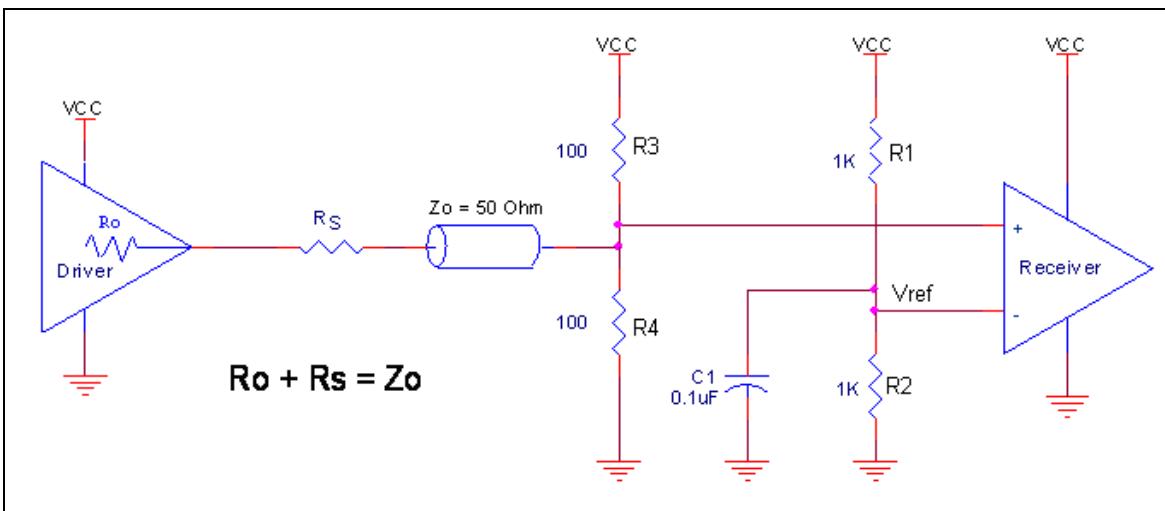 VCC
VCC
VCC
VCC
Ro
Driver
RS
Zo = 50 Ohm
100
R3
1K
R1
+
Receiver
-
Vref
100
R4
C1
0.1uF
1K
R2
Ro + Rs = Zo